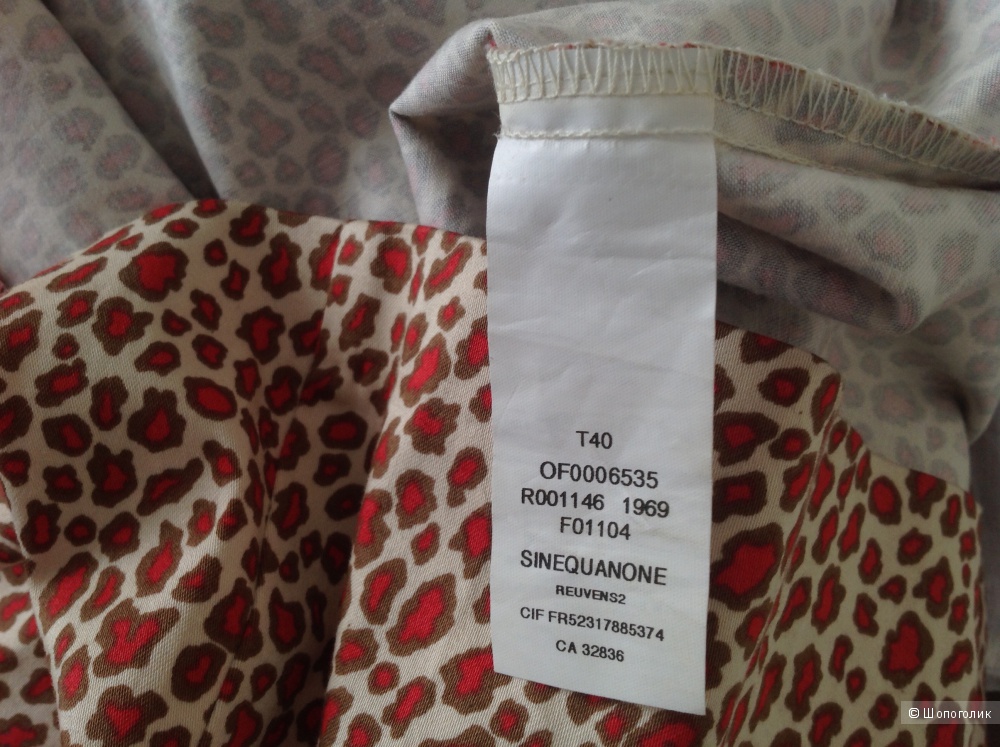 T40
OF0006535
R001146 1969
F01104
SINEQUANONE
REUVENS2
CIF FR52317885374
CA 32836
© Шопоголик